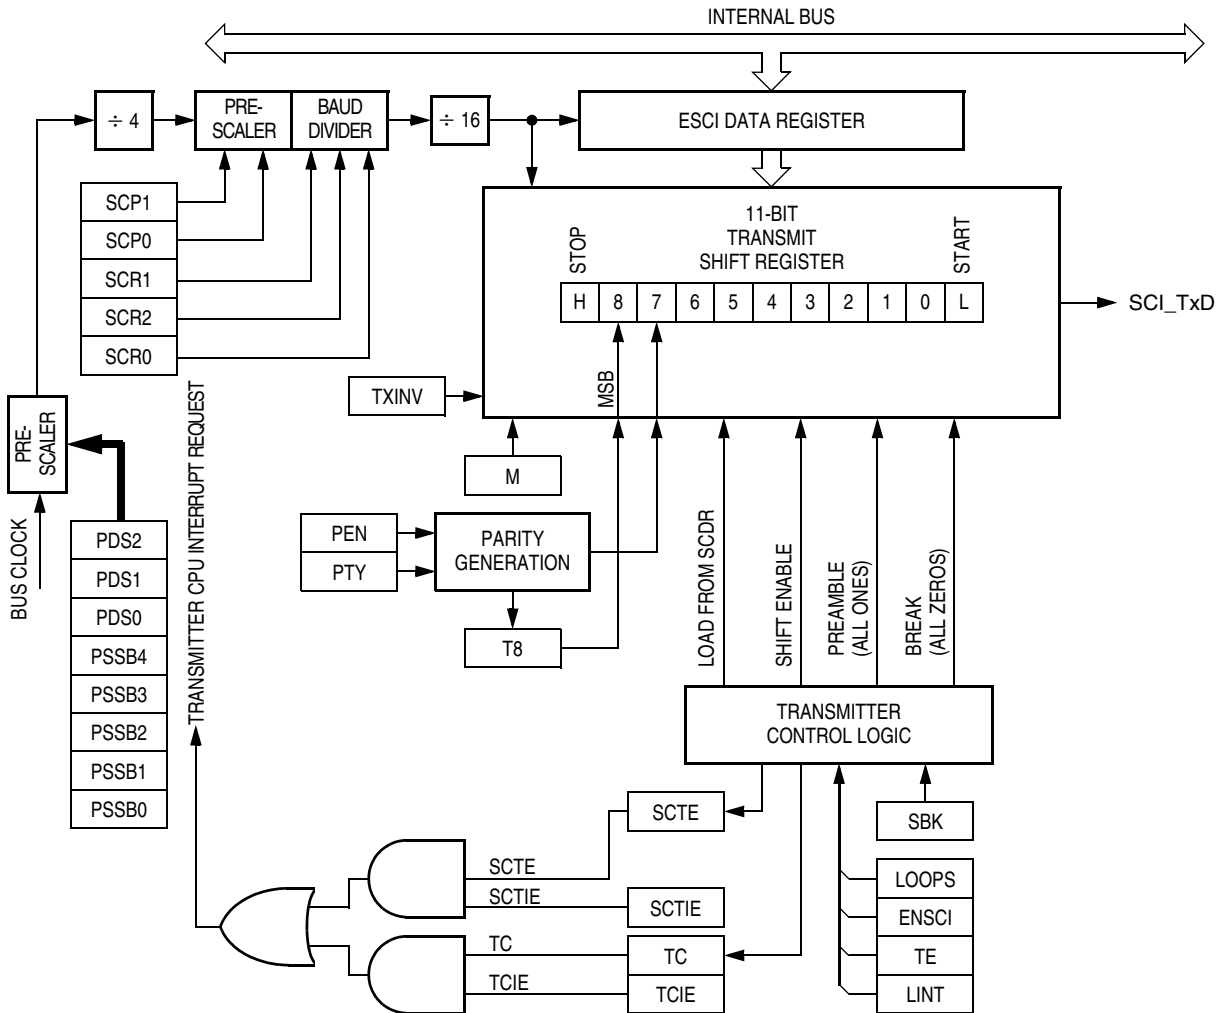 INTERNAL BUS
÷ 4
PRE-
SCALER
BAUD
DIVIDER
÷ 16
ESCI DATA REGISTER
SCP1
SCP0
SCR1
SCR2
SCR0
11-BIT
TRANSMIT
SHIFT REGISTER
STOP
START
H 8 7 6 5 4 3 2 1 0 L
SCI_TxD
MSB
TXINV
M
PRE-
SCALER
BUS CLOCK
PDS2
PDS1
PDS0
PSSB4
PSSB3
PSSB2
PSSB1
PSSB0
TRANSMITTER CPU INTERRUPT REQUEST
PEN
PTY
PARITY
GENERATION
T8
LOAD FROM SCDR
SHIFT ENABLE
PREAMBLE
(ALL ONES)
BREAK
(ALL ZEROS)
TRANSMITTER
CONTROL LOGIC
SCTE
SBK
SCTE
SCTIE
SCTIE
TC
TC
TCIE
TCIE
LOOPS
ENSCI
TE
LINT